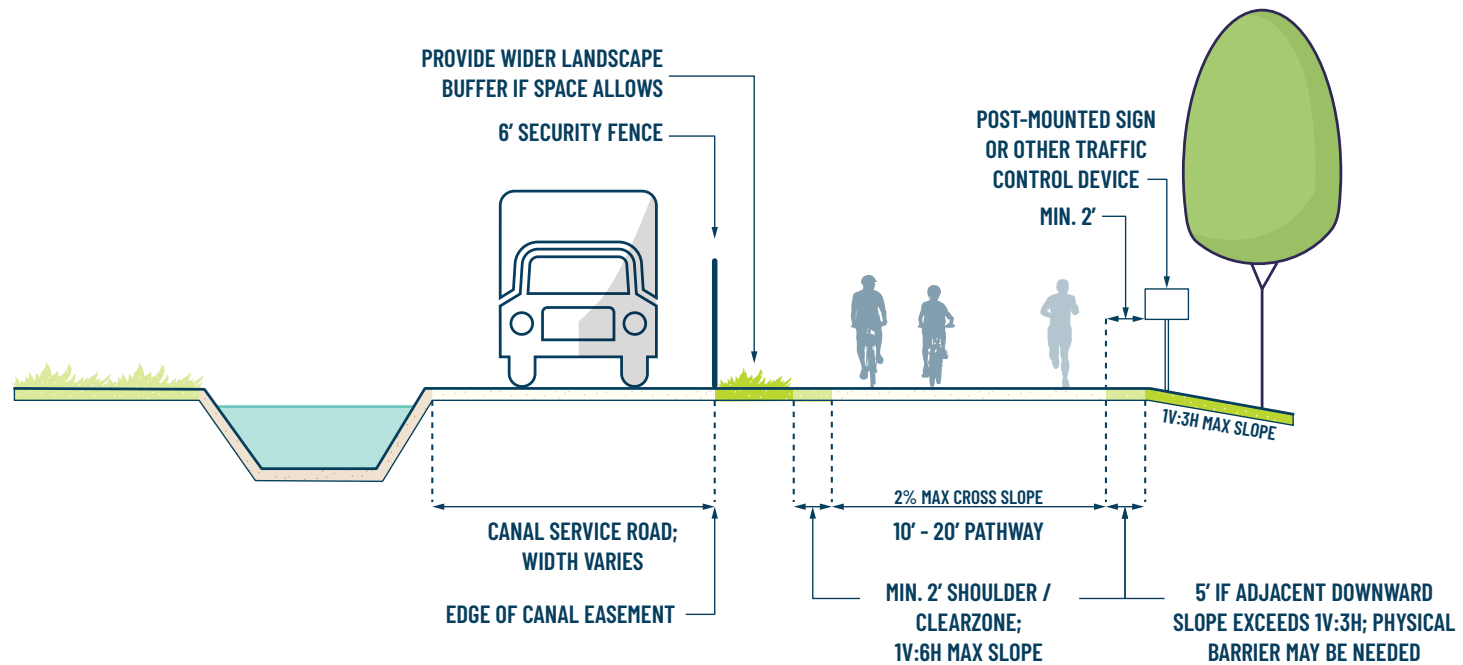 PROVIDE WIDER LANDSCAPE
BUFFER IF SPACE ALLOWS
6' SECURITY FENCE
POST-MOUNTED SIGN
OR OTHER TRAFFIC
CONTROL DEVICE
MIN. 2'
1V:3H MAX SLOPE
2% MAX CROSS SLOPE
10' - 20' PATHWAY
CANAL SERVICE ROAD;
WIDTH VARIES
EDGE OF CANAL EASEMENT
MIN. 2' SHOULDER /
CLEARZONE;
1V:6H MAX SLOPE
5' IF ADJACENT DOWNWARD
SLOPE EXCEEDS 1V:3H; PHYSICAL
BARRIER MAY BE NEEDED